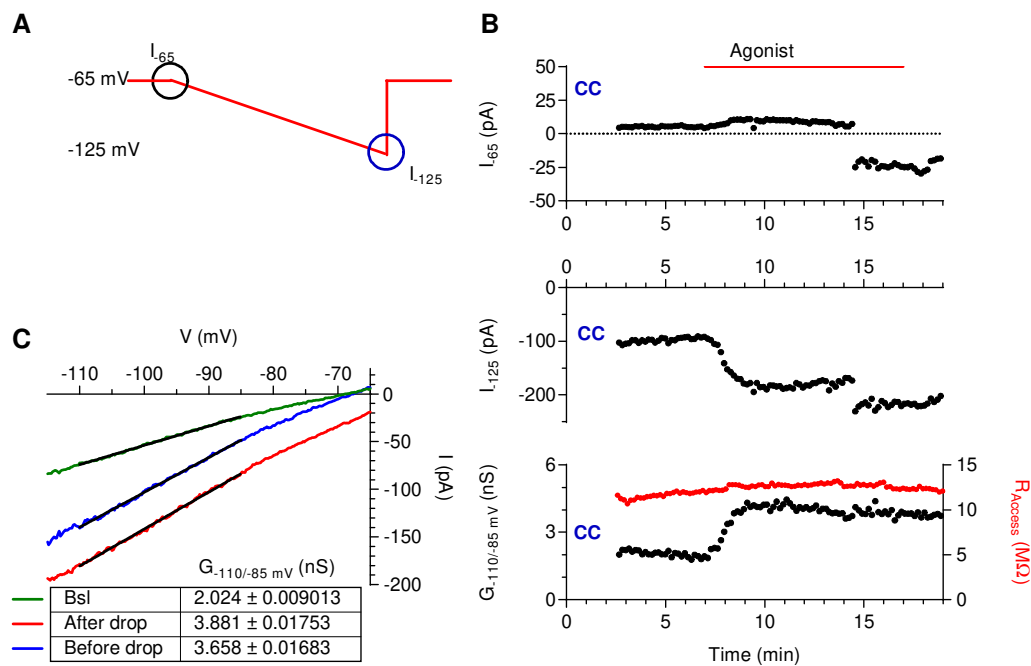 A
I-65
-65 mV
-125 mV
I-125
B
Agonist
CC
I-65 (pA)
50
25
0
-25
-50
0 5 10 15
Time (min)
0 5 10 15
CC
I-125 (pA)
0
-100
-200
C
V (mV)
-110 -100 -90 -80 -70
0
-50
-100
-150
-200
I (pA)
G-110/-85 mV (nS)
Bsl 2.024 ± 0.009013
After drop 3.881 ± 0.01753
Before drop 3.658 ± 0.01683
CC
G-110/-85 mV (nS)
6
4
2
0
15
10
5
0
RAccess (MΩ)
0 5 10 15
Time (min)